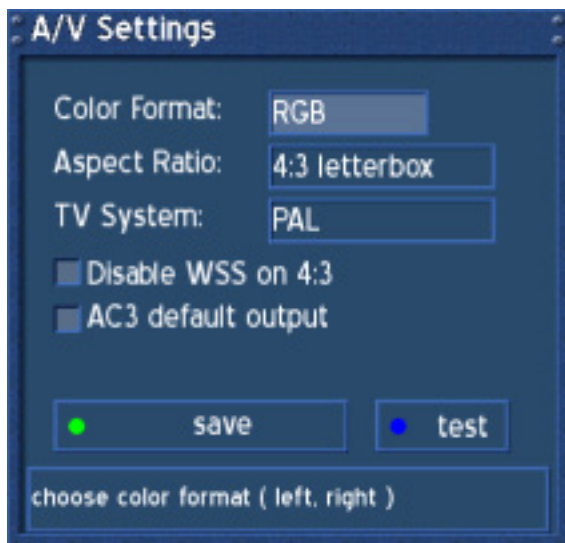 A/V Settings
Color Format: RGB
Aspect Ratio: 4:3 letterbox
TV System: PAL
Disable WSS on 4:3
AC3 default output
save test
choose color format ( left, right )